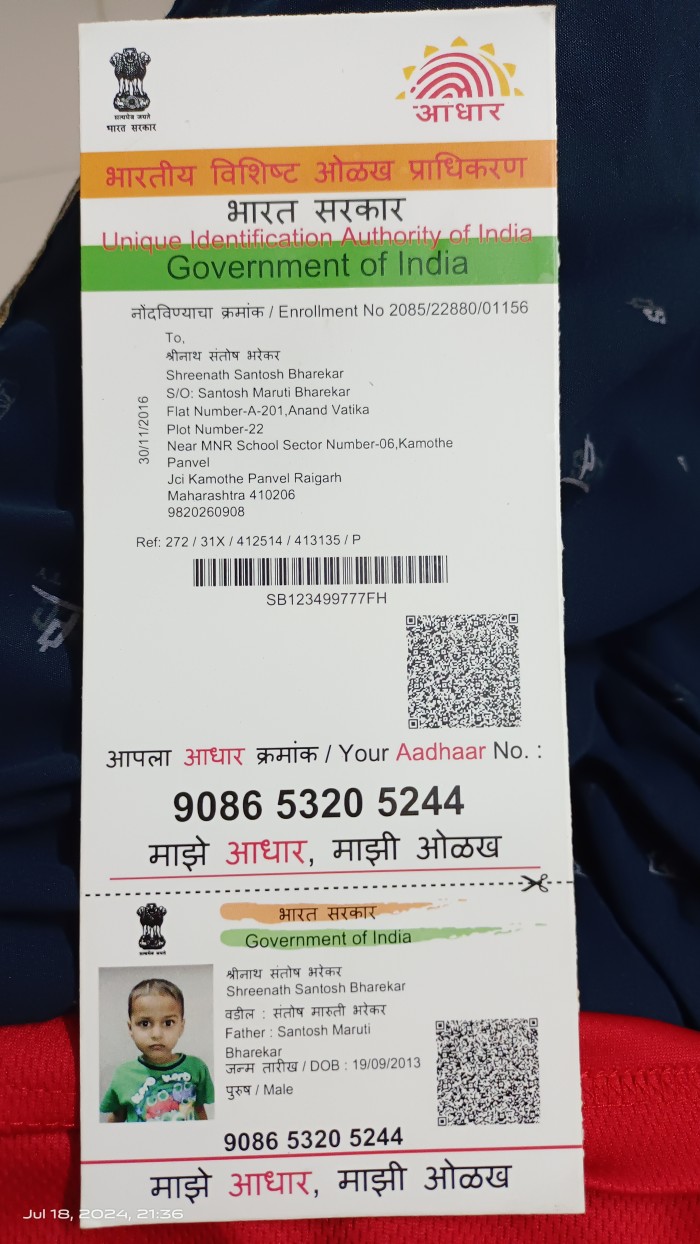 सत्यमेव जयते
भारत सरकार
आधार
भारतीय विशिष्ट ओळख प्राधिकरण
भारत सरकार
Unique Identification Authority of India
Government of India
नोंदविण्याचा क्रमांक / Enrollment No 2085/22880/01156
To,
श्रीनाथ संतोष भरेकर
Shreenath Santosh Bharekar
S/O: Santosh Maruti Bharekar
Flat Number-A-201,Anand Vatika
Plot Number-22
Near MNR School Sector Number-06,Kamothe
Panvel
Jci Kamothe Panvel Raigarh
Maharashtra 410206
9820260908
30/11/2016
Ref: 272 / 31X / 412514 / 413135 / P
SB123499777FH
आपला आधार क्रमांक / Your Aadhaar No. :
9086 5320 5244
माझे आधार, माझी ओळख
भारत सरकार
Government of India
श्रीनाथ संतोष भरेकर
Shreenath Santosh Bharekar
वडील : संतोष मारुती भरेकर
Father : Santosh Maruti
Bharekar
जन्म तारीख / DOB : 19/09/2013
पुरुष / Male
9086 5320 5244
माझे आधार, माझी ओळख
Jul 18, 2024, 21:36